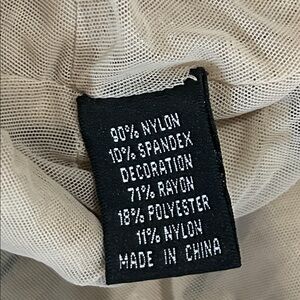 90% NYLON
10% SPANDEX
DECORATION
71% RAYON
18% POLYESTER
11% NYLON
MADE IN CHINA